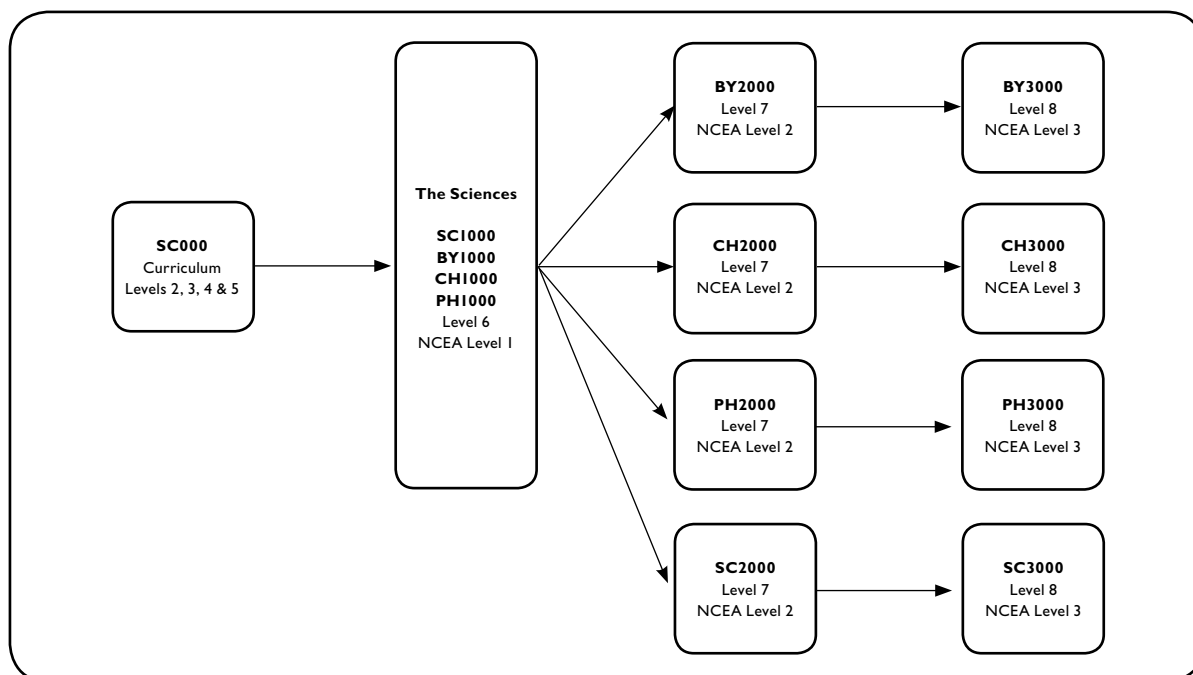 SC000
Curriculum
Levels 2, 3, 4 & 5
The Sciences
SC1000
BY1000
CH1000
PH1000
Level 6
NCEA Level 1
BY2000
Level 7
NCEA Level 2
BY3000
Level 8
NCEA Level 3
CH2000
Level 7
NCEA Level 2
CH3000
Level 8
NCEA Level 3
PH2000
Level 7
NCEA Level 2
PH3000
Level 8
NCEA Level 3
SC2000
Level 7
NCEA Level 2
SC3000
Level 8
NCEA Level 3